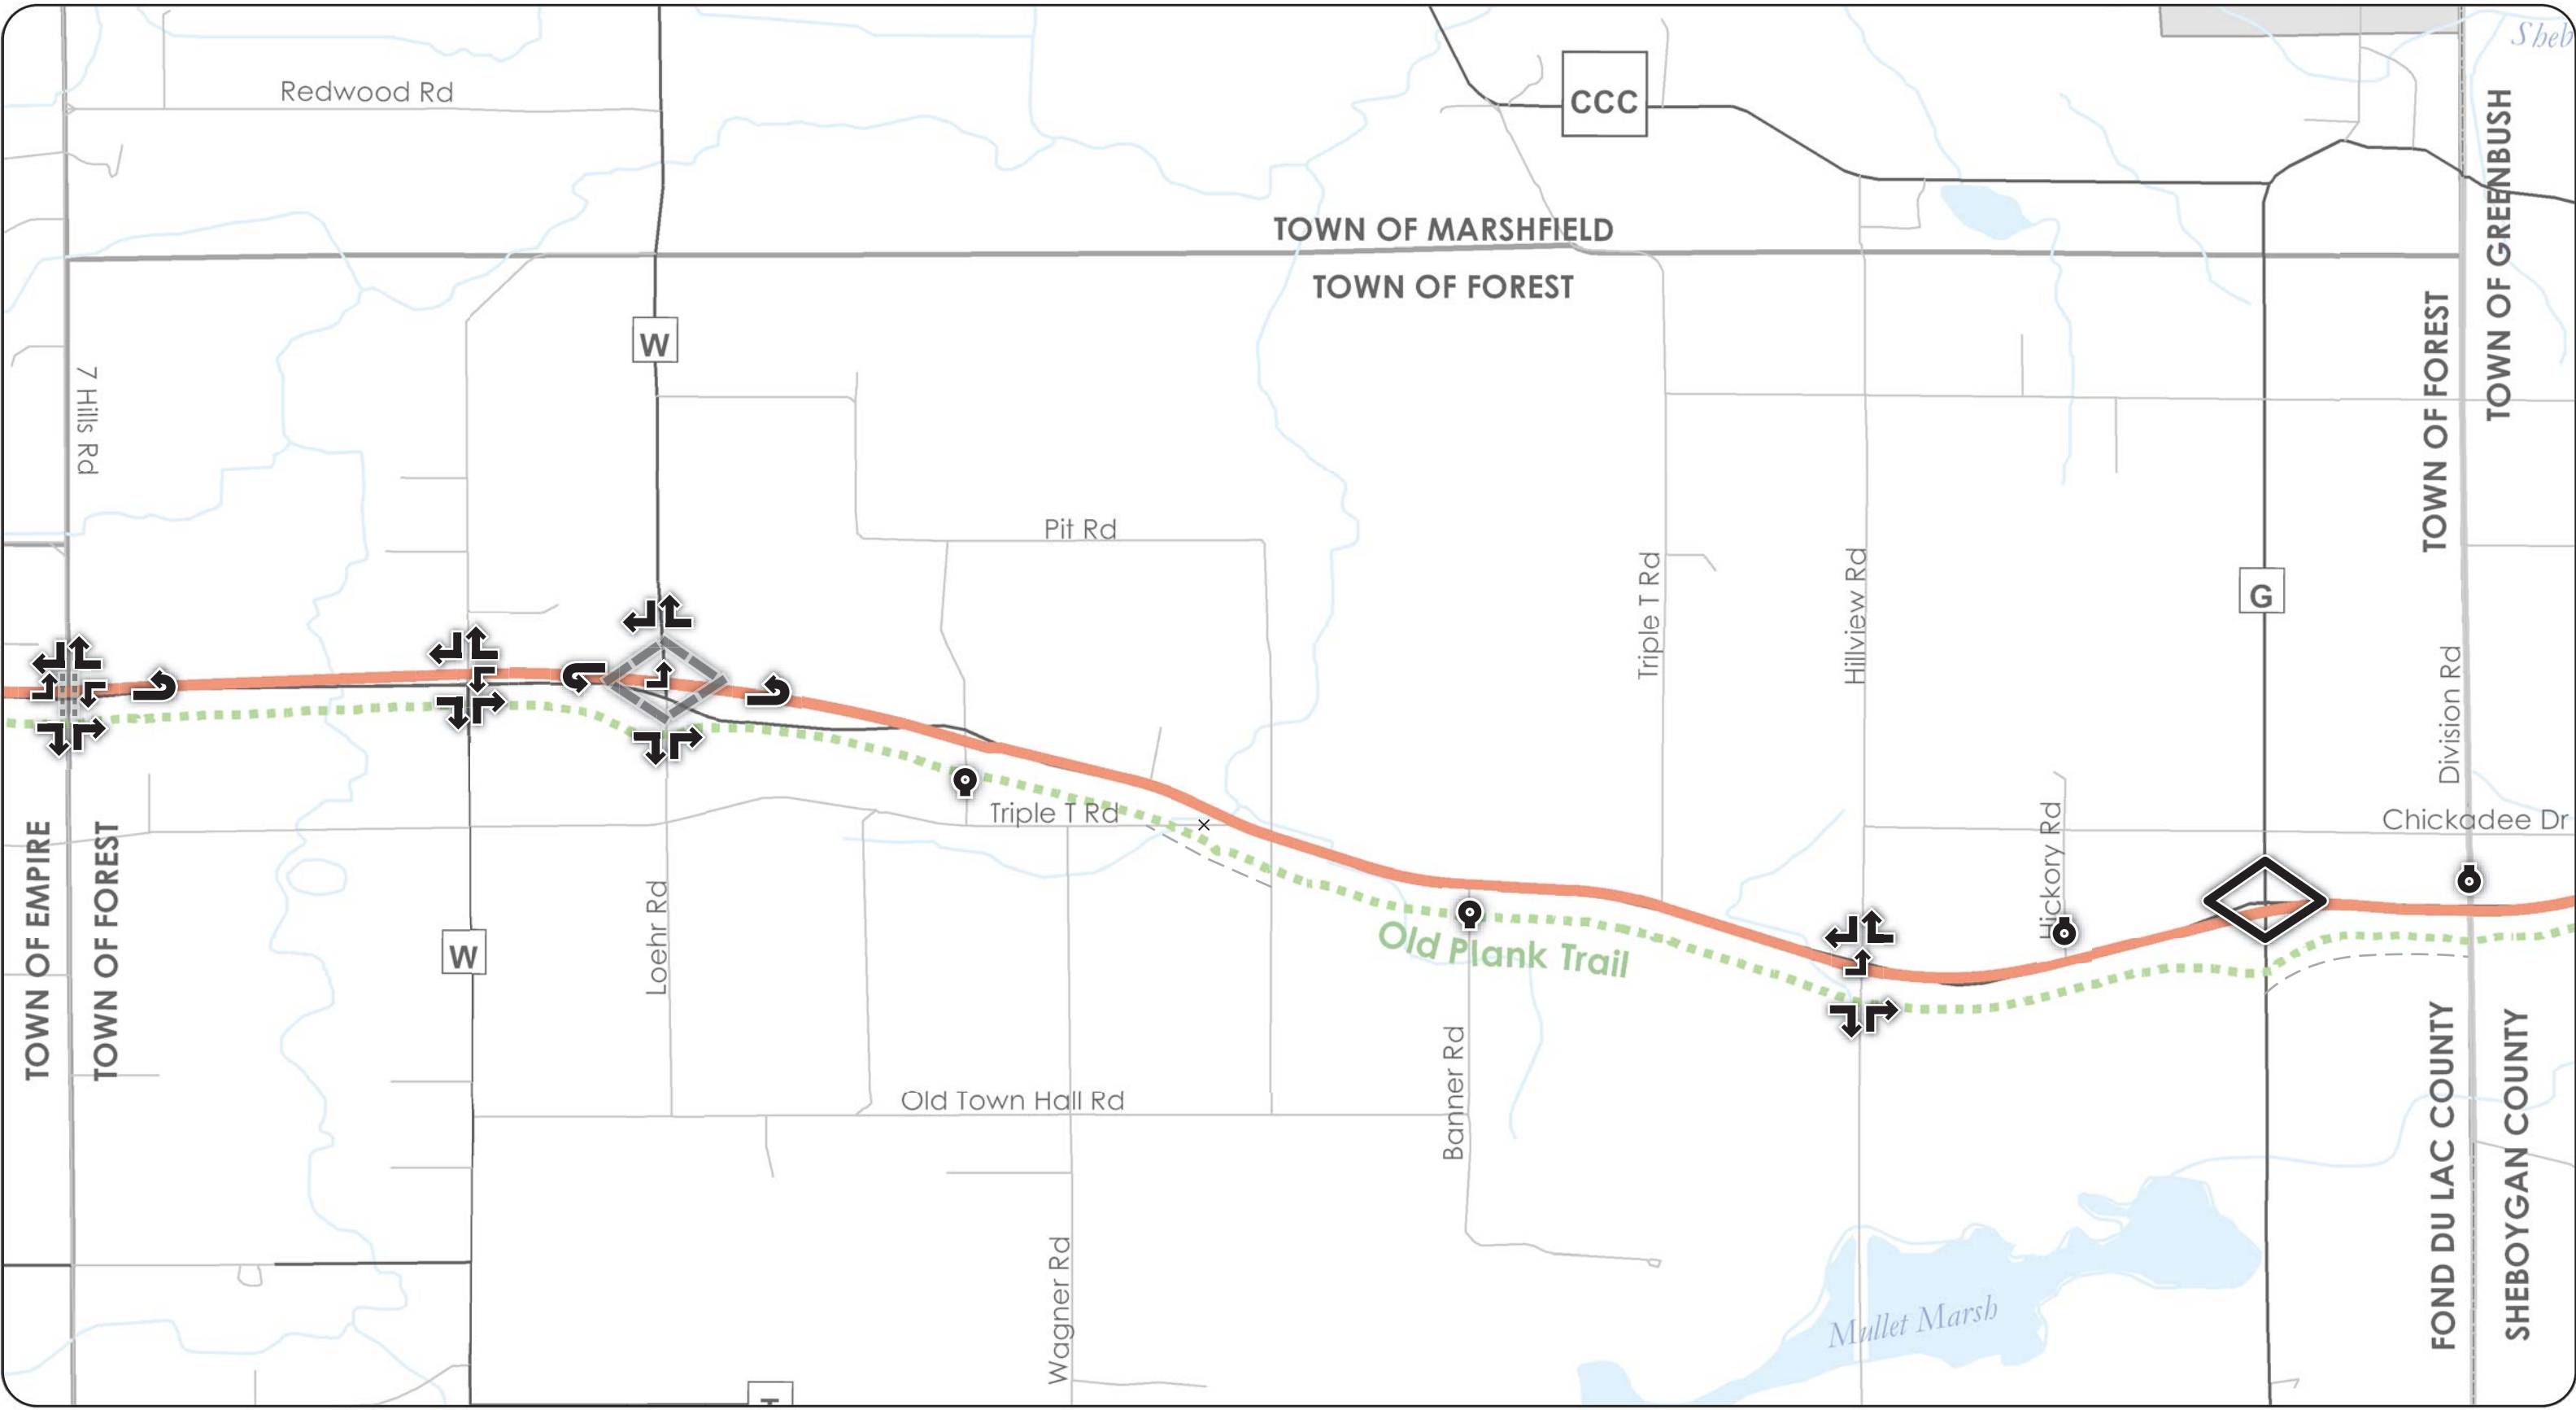 Sheb
Redwood Rd
CCC
TOWN OF MARSHFIELD
TOWN OF FOREST
TOWN OF GREENBUSH
TOWN OF FOREST
W
7 Hills Rd
Pit Rd
Triple T Rd
Hillview Rd
G
Division Rd
Triple T Rd
Chickadee Dr
Hickory Rd
TOWN OF EMPIRE
TOWN OF FOREST
Loehr Rd
W
Old Plank Trail
Old Town Hall Rd
Banner Rd
Wagner Rd
Mullet Marsh
FOND DU LAC COUNTY
SHEBOYGAN COUNTY